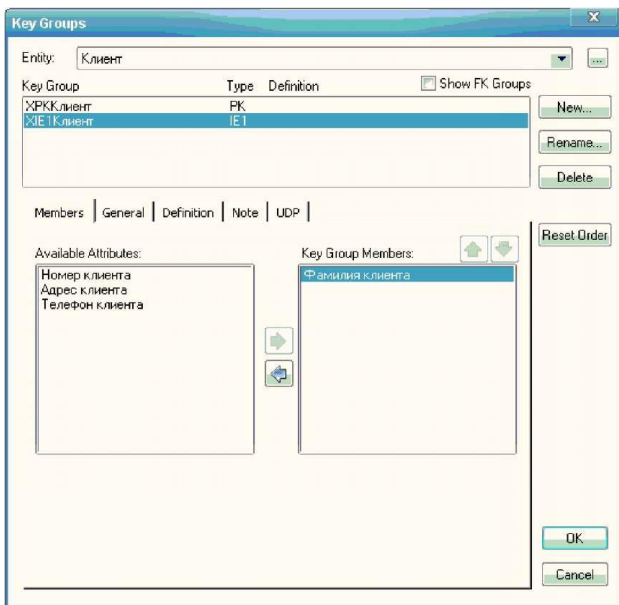 Key Groups
Entity: Клиент ...
Key Group Type Definition Show FK Groups
XPKКлиент PK
XIE1Клиент IE1
New...
Rename...
Delete
Members General Definition Note UDP
Reset Order
Available Attributes: Key Group Members:
Номер клиента Фамилия клиента
Адрес клиента
Телефон клиента
OK
Cancel